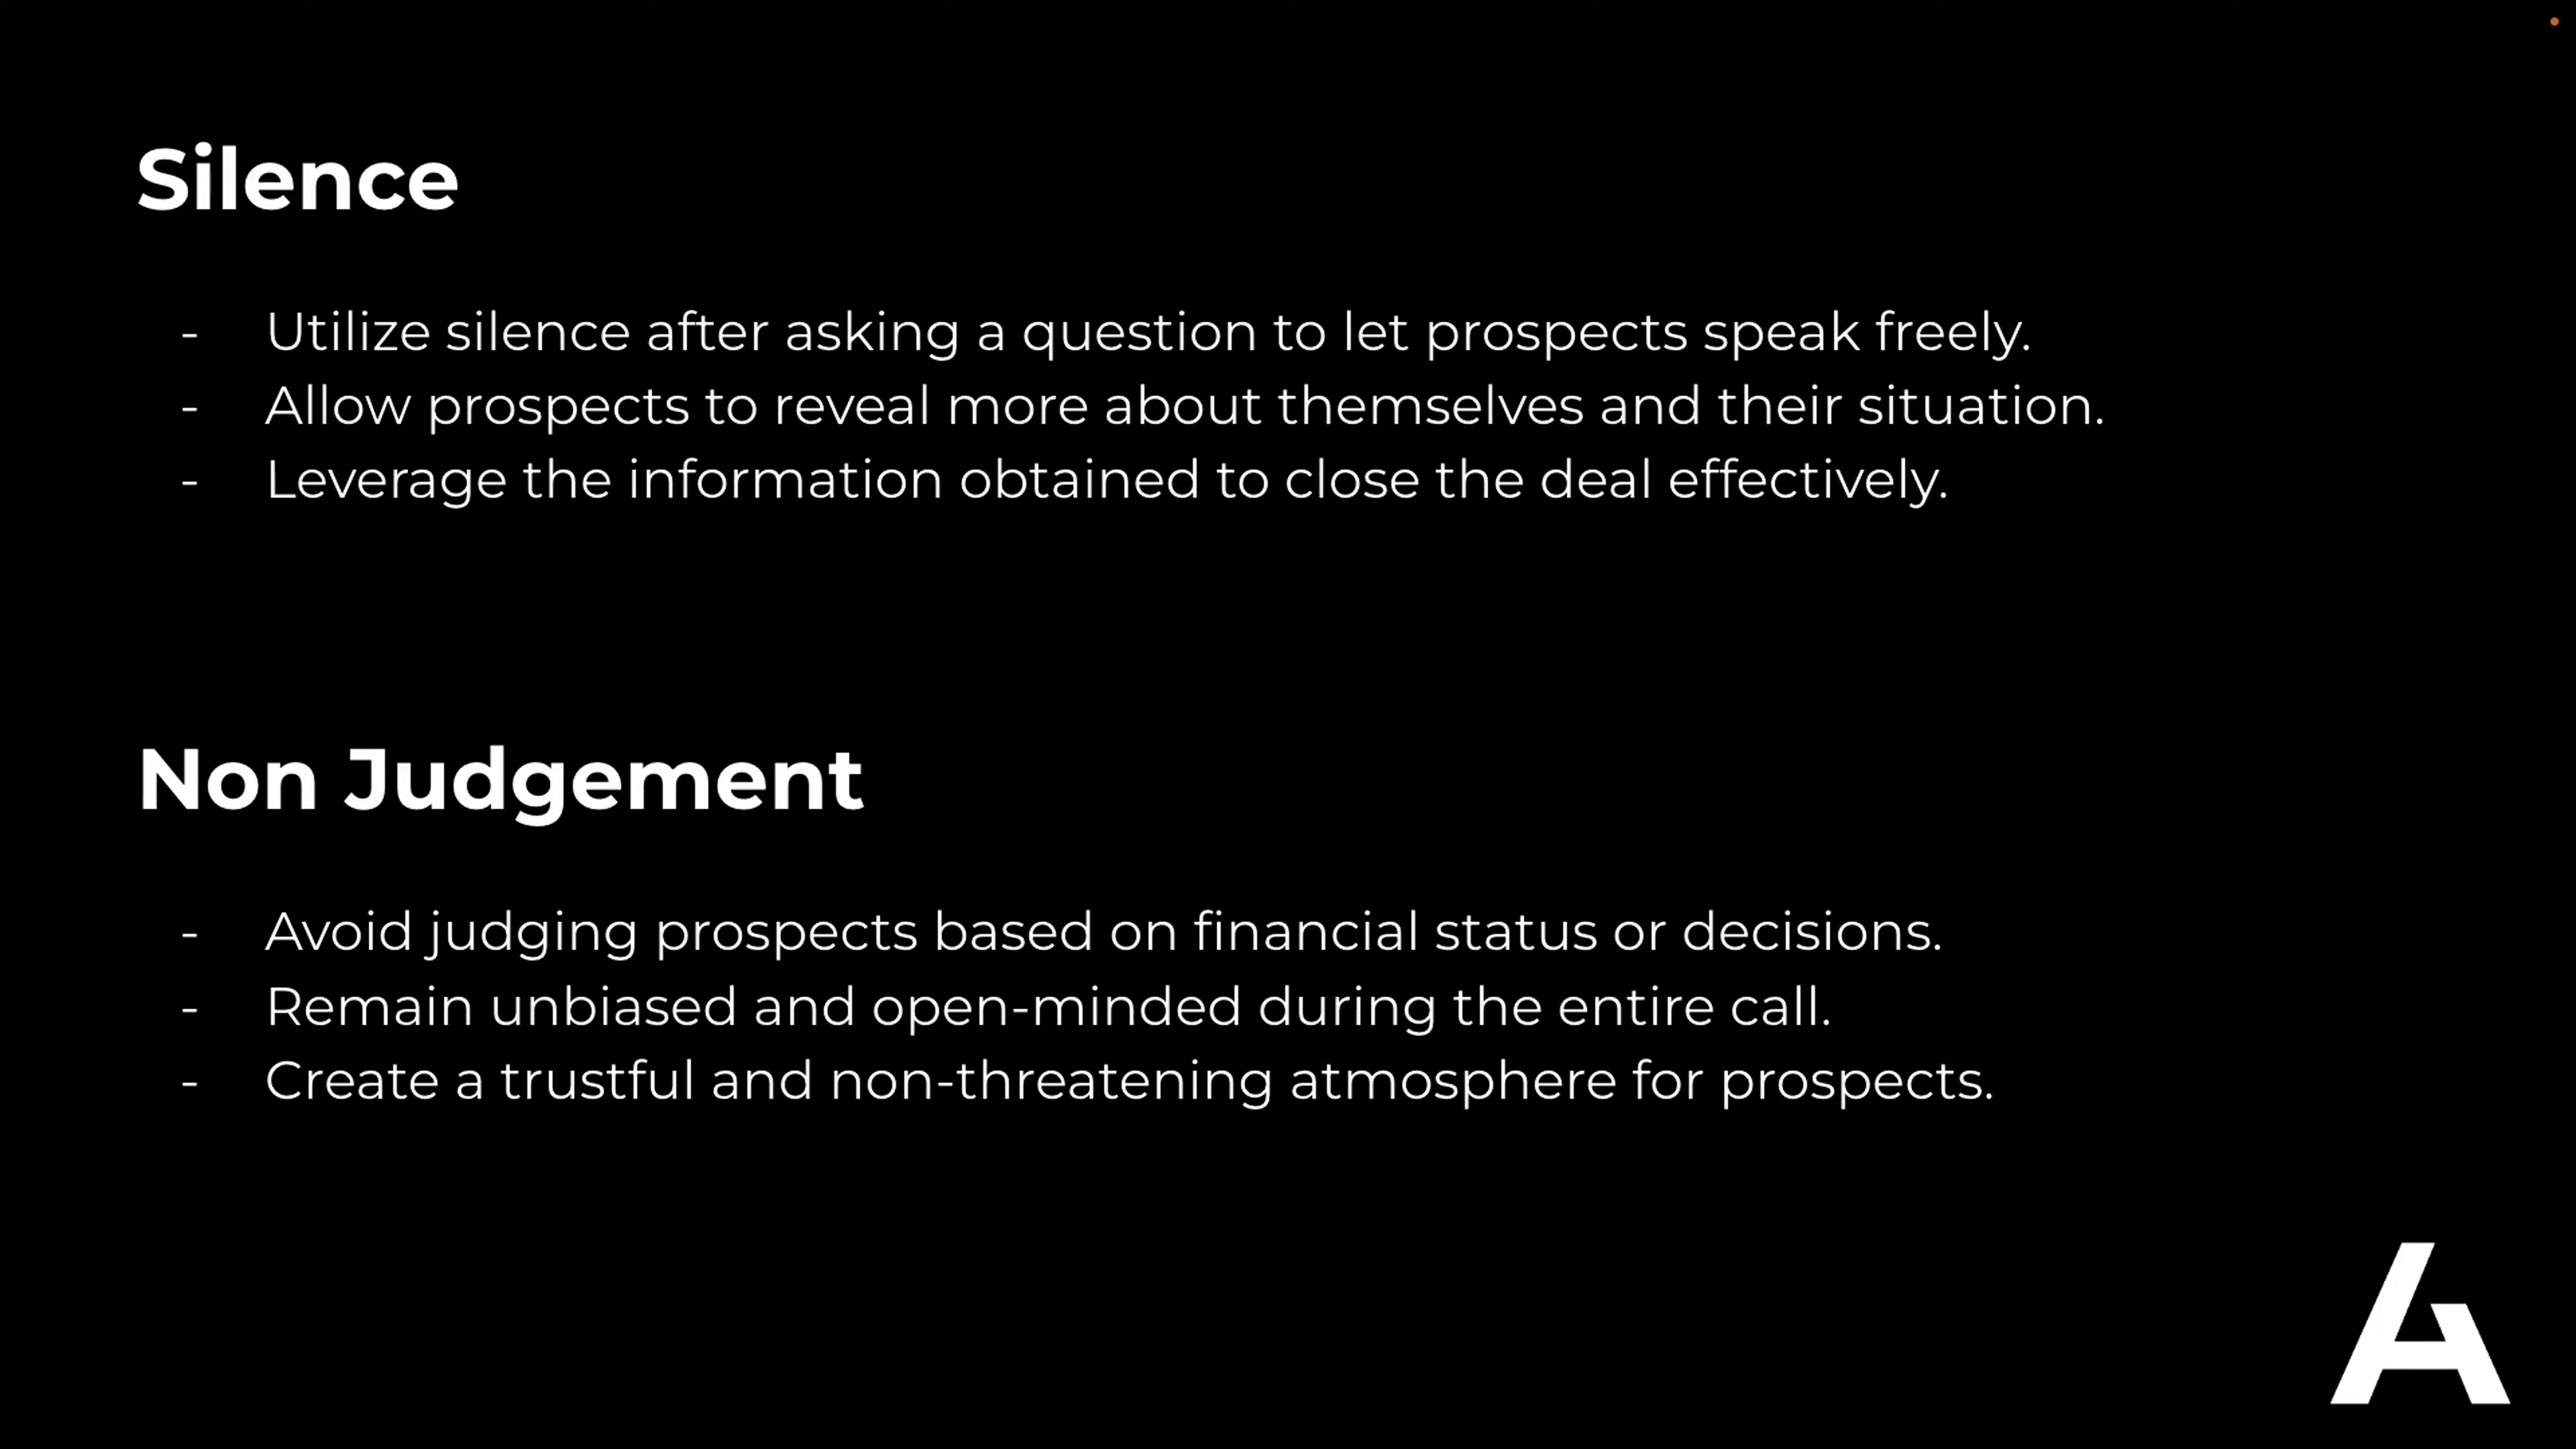 Silence
- Utilize silence after asking a question to let prospects speak freely.
- Allow prospects to reveal more about themselves and their situation.
- Leverage the information obtained to close the deal effectively.
Non Judgement
- Avoid judging prospects based on financial status or decisions.
- Remain unbiased and open-minded during the entire call.
- Create a trustful and non-threatening atmosphere for prospects.